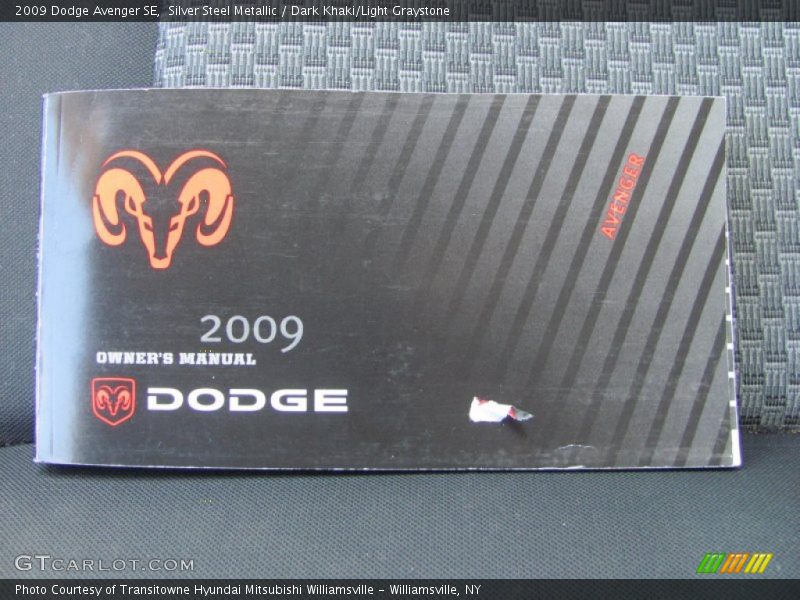 2009 Dodge Avenger SE, Silver Steel Metallic / Dark Khaki/Light Graystone
AVENGER
2009
OWNER'S MANUAL
DODGE
GTCARLOT.COM
Photo Courtesy of Transitowne Hyundai Mitsubishi Williamsville – Williamsville, NY